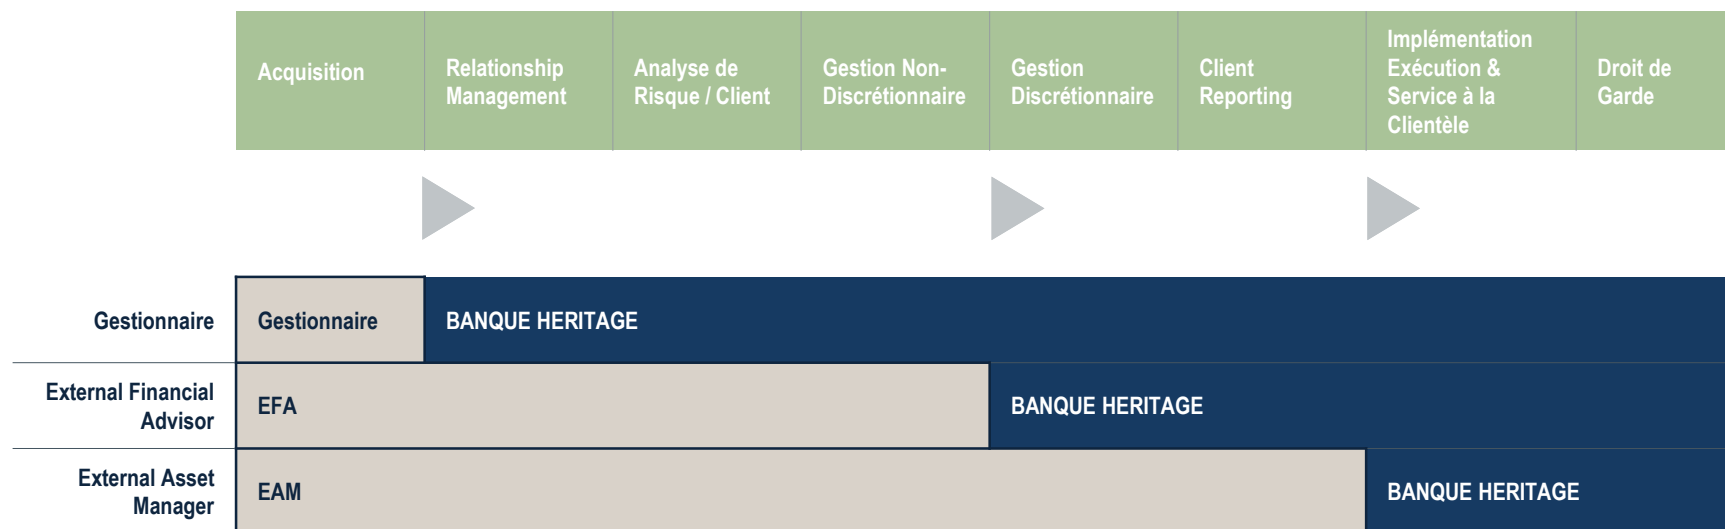 Acquisition
Relationship
Management
Analyse de
Risque / Client
Gestion Non-
Discrétionnaire
Gestion
Discrétionnaire
Client
Reporting
Implémentation
Exécution &
Service à la
Clientèle
Droit de
Garde
Gestionnaire
Gestionnaire
BANQUE HERITAGE
External Financial
Advisor
EFA
BANQUE HERITAGE
External Asset
Manager
EAM
BANQUE HERITAGE